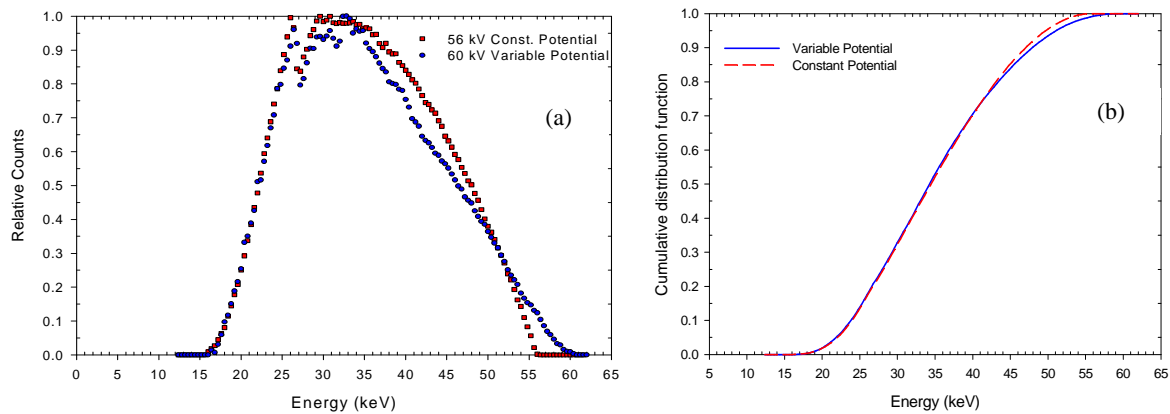 1.0
0.9
0.8
0.7
0.6
0.5
0.4
0.3
0.2
0.1
0.0
Relative Counts
56 kV Const. Potential
60 kV Variable Potential
(a)
0 5 10 15 20 25 30 35 40 45 50 55 60 65
Energy (keV)
1.0
0.9
0.8
0.7
0.6
0.5
0.4
0.3
0.2
0.1
0.0
Cumulative distribution function
Variable Potential
Constant Potential
(b)
5 10 15 20 25 30 35 40 45 50 55 60 65
Energy (keV)